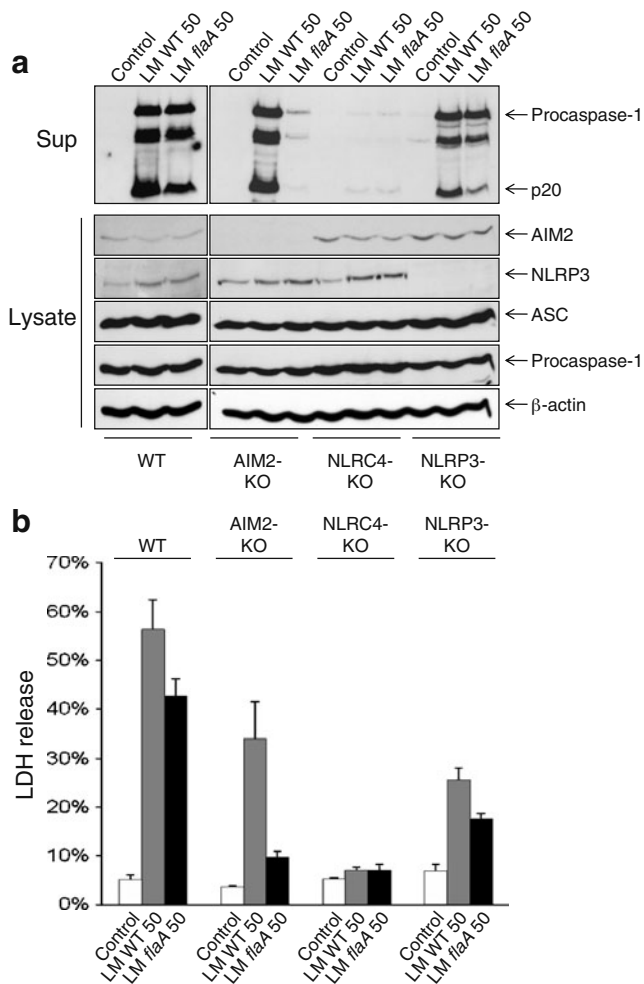 a
Control
LM WT 50
LM flaA 50
Control
LM WT 50
LM flaA 50
Control
LM WT 50
LM flaA 50
Control
LM WT 50
LM flaA 50
Sup
Procaspase-1
p20
Lysate
AIM2
NLRP3
ASC
Procaspase-1
β-actin
WT
AIM2-
KO
NLRC4-
KO
NLRP3-
KO
b
WT
AIM2-
KO
NLRC4-
KO
NLRP3-
KO
LDH release
70%
60%
50%
40%
30%
20%
10%
0%
Control
LM WT 50
LM flaA 50
Control
LM WT 50
LM flaA 50
Control
LM WT 50
LM flaA 50
Control
LM WT 50
LM flaA 50